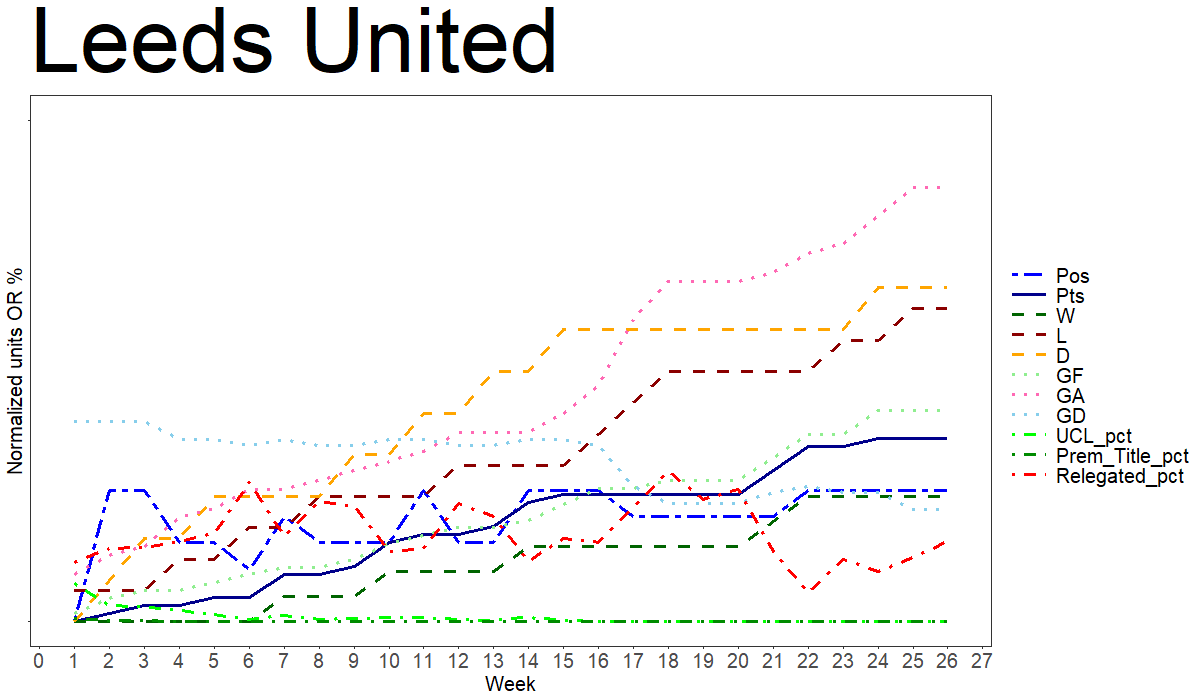 Leeds United
Normalized units OR %
0 1 2 3 4 5 6 7 8 9 10 11 12 13 14 15 16 17 18 19 20 21 22 23 24 25 26 27
Week
Pos
Pts
W
L
D
GF
GA
GD
UCL_pct
Prem_Title_pct
Relegated_pct